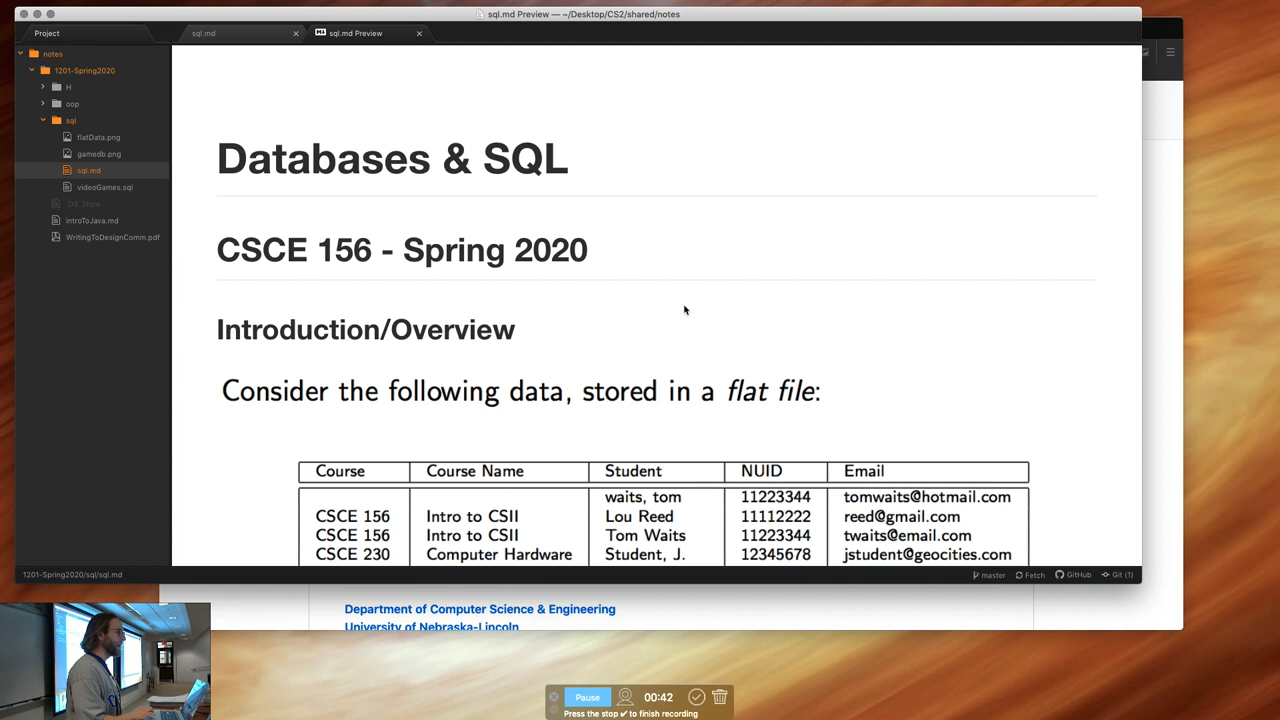 sql.md Preview — ~/Desktop/CS2/shared/notes
Project
sql.md
sql.md Preview
notes
1201-Spring2020
H
oop
sql
flatData.png
gamedb.png
sql.md
videoGames.sql
.DS_Store
introToJava.md
WritingToDesignComm.pdf
Databases & SQL
CSCE 156 - Spring 2020
Introduction/Overview
Consider the following data, stored in a flat file:
Course Course Name Student NUID Email
waits, tom 11223344 tomwaits@hotmail.com
CSCE 156 Intro to CSII Lou Reed 11112222 reed@gmail.com
CSCE 156 Intro to CSII Tom Waits 11223344 twaits@email.com
CSCE 230 Computer Hardware Student, J. 12345678 jstudent@geocities.com
1201-Spring2020/sql/sql.md
master Fetch GitHub Git (1)
Department of Computer Science & Engineering
University of Nebraska-Lincoln
Pause 00:42
Press the stop ✔ to finish recording